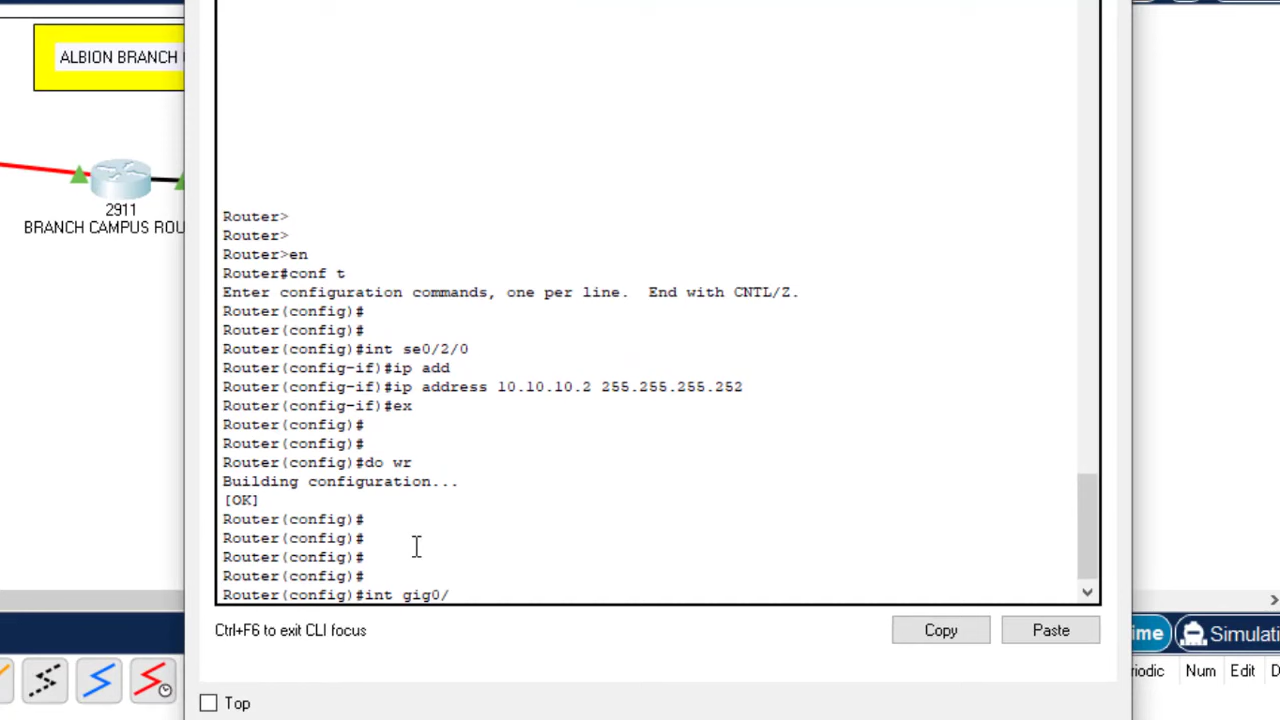 ALBION BRANCH
2911
BRANCH CAMPUS ROU
Router>
Router>
Router>en
Router#conf t
Enter configuration commands, one per line.  End with CNTL/Z.
Router(config)#
Router(config)#
Router(config)#int se0/2/0
Router(config-if)#ip add
Router(config-if)#ip address 10.10.10.2 255.255.255.252
Router(config-if)#ex
Router(config)#
Router(config)#
Router(config)#do wr
Building configuration...
[OK]
Router(config)#
Router(config)#
Router(config)#
Router(config)#
Router(config)#int gig0/
Ctrl+F6 to exit CLI focus
Copy
Paste
Top
ime
Simulati
riodic
Num
Edit